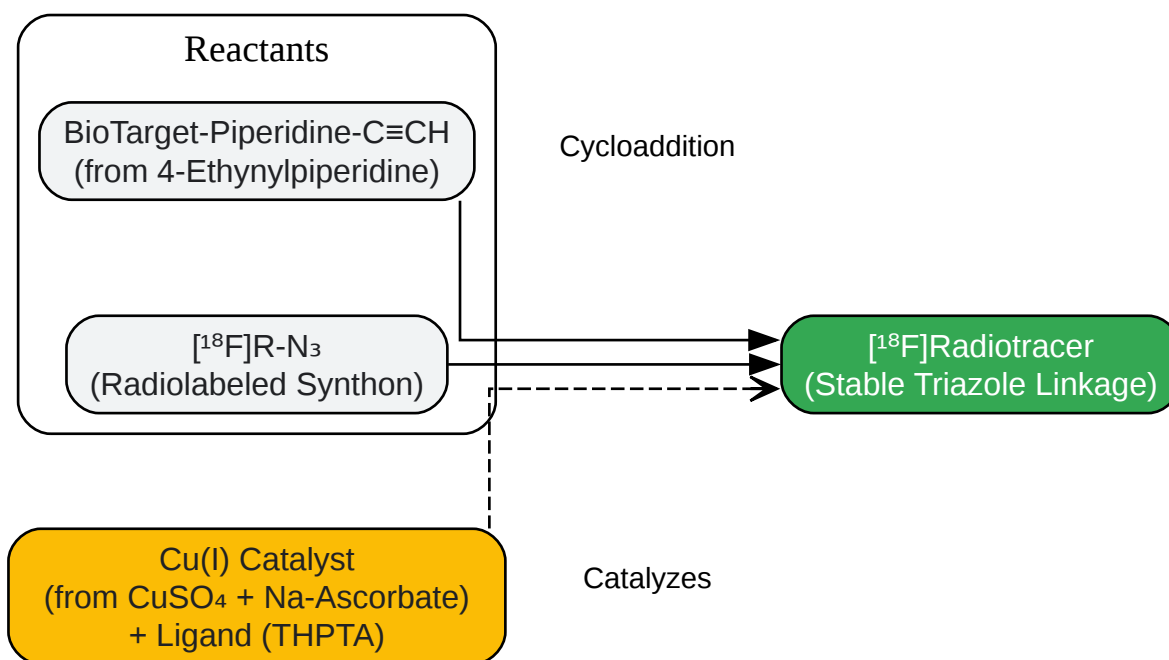 Reactants
BioTarget-Piperidine-C≡CH
(from 4-Ethynylpiperidine)
Cycloaddition
[¹⁸F]R-N₃
(Radiolabeled Synthon)
[¹⁸F]Radiotracer
(Stable Triazole Linkage)
Cu(I) Catalyst
(from CuSO₄ + Na-Ascorbate)
+ Ligand (THPTA)
Catalyzes